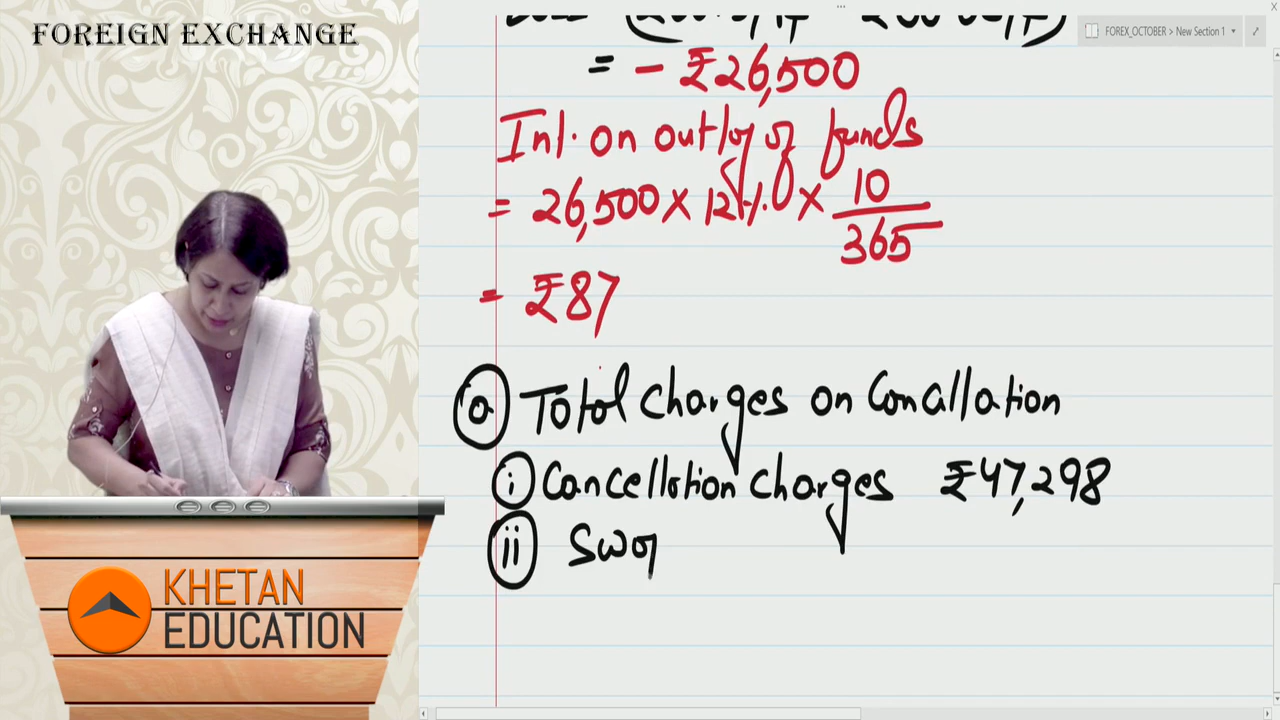 FOREIGN EXCHANGE
FOREX_OCTOBER > New Section 1
= - ₹26,500
Int. on outlay of funds
= 26,500 × 12% × 10/365
= ₹87
(a) Total charges on Concillation
(i) Cancellation charges ₹47,298
(ii) Swap
KHETAN
EDUCATION